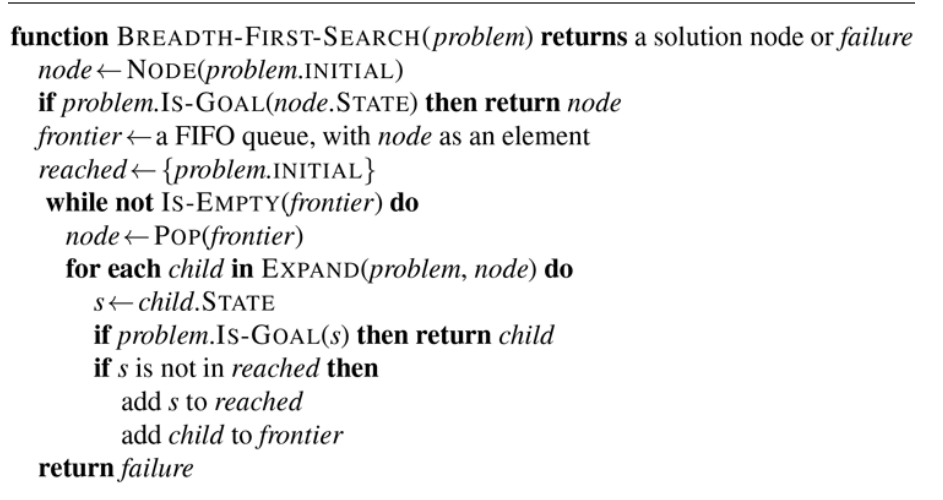 function BREADTH-FIRST-SEARCH(problem) returns a solution node or failure
node←NODE(problem.INITIAL)
if problem.IS-GOAL(node.STATE) then return node
frontier←a FIFO queue, with node as an element
reached←{problem.INITIAL}
while not IS-EMPTY(frontier) do
node←POP(frontier)
for each child in EXPAND(problem, node) do
s←child.STATE
if problem.IS-GOAL(s) then return child
if s is not in reached then
add s to reached
add child to frontier
return failure